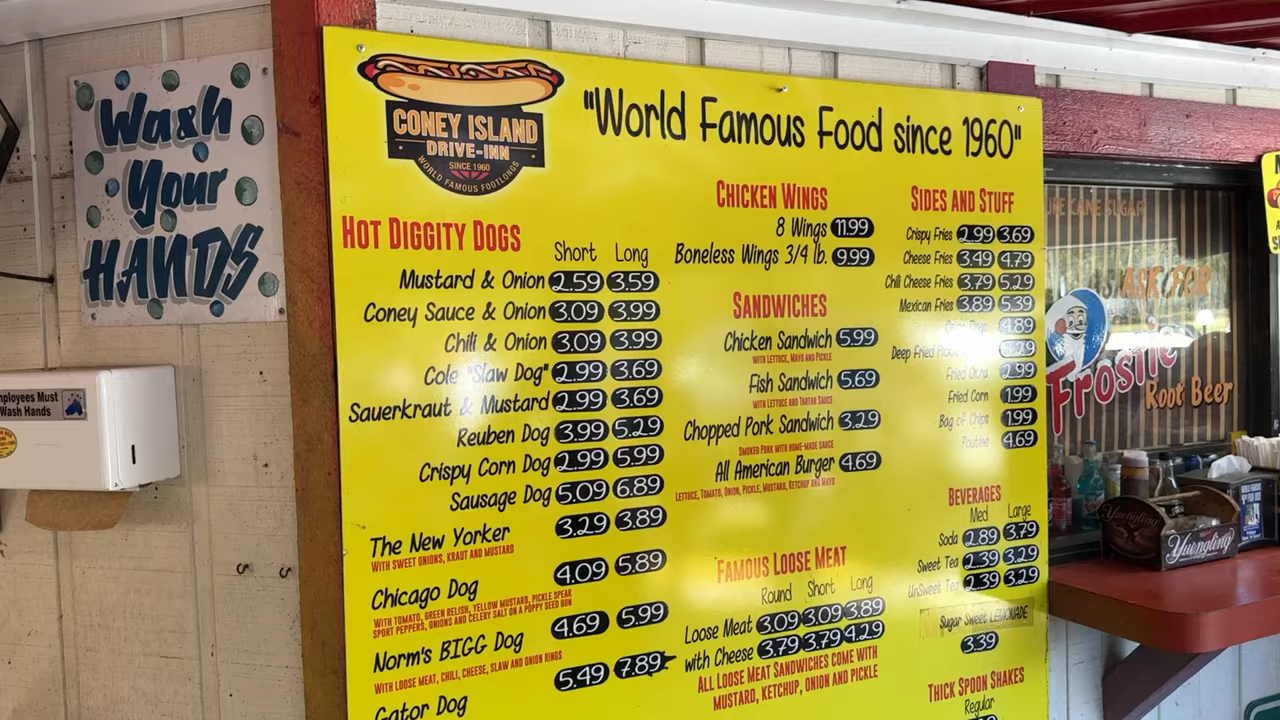 Wash
Your
HANDS
mployees Must
Wash Hands
CONEY ISLAND
DRIVE-INN
SINCE 1960
WORLD FAMOUS FOOTLONGS
"World Famous Food since 1960"
HOT DIGGITY DOGS
Short Long
Mustard & Onion 2.59 3.59
Coney Sauce & Onion 3.09 3.99
Chili & Onion 3.09 3.99
Cole "Slaw Dog" 2.99 3.69
Sauerkraut & Mustard 2.99 3.69
Reuben Dog 3.99 5.29
Crispy Corn Dog 2.99 5.99
Sausage Dog 5.09 6.89
The New Yorker 3.29 3.89
WITH SWEET ONIONS, KRAUT AND MUSTARD
Chicago Dog 4.09 5.89
WITH TOMATO, GREEN RELISH, YELLOW MUSTARD, PICKLE SPEAR
SPORT PEPPERS, ONIONS AND CELERY SALT ON A POPPY SEED BUN
Norm's BIGG Dog 4.69 5.99
WITH LOOSE MEAT, CHILI, CHEESE, SLAW AND ONION RINGS
Gator Dog 5.49 7.89
CHICKEN WINGS
8 Wings 11.99
Boneless Wings 3/4 lb. 9.99
SANDWICHES
Chicken Sandwich 5.99
WITH LETTUCE, MAYO AND PICKLE
Fish Sandwich 5.69
WITH LETTUCE AND TARTAR SAUCE
Chopped Pork Sandwich 3.29
SMOKED PORK WITH HOME-MADE SAUCE
All American Burger 4.69
LETTUCE, TOMATO, ONION, PICKLE, MUSTARD, KETCHUP AND MAYO
FAMOUS LOOSE MEAT
Round Short Long
Loose Meat 3.09 3.09 3.89
with Cheese 3.79 3.79 4.29
ALL LOOSE MEAT SANDWICHES COME WITH
MUSTARD, KETCHUP, ONION AND PICKLE
SIDES AND STUFF
Crispy Fries 2.99 3.69
Cheese Fries 3.49 4.79
Chili Cheese Fries 3.79 5.29
Mexican Fries 3.89 5.39
Onion Rings 4.89
Deep Fried 5.29
Fried Okra 2.99
Fried Corn 1.99
Bag of Chips 1.99
Poutine 4.69
BEVERAGES
Med Large
Soda 2.89 3.79
Sweet Tea 2.39 3.29
UnSweet Tea 2.39 3.29
Sugar Sweet LEMONADE
3.39
THICK SPOON SHAKES
Regular
PURE CANE SUGAR
ASK FOR
Frostie
Root Beer
Yuengling
Yuengling